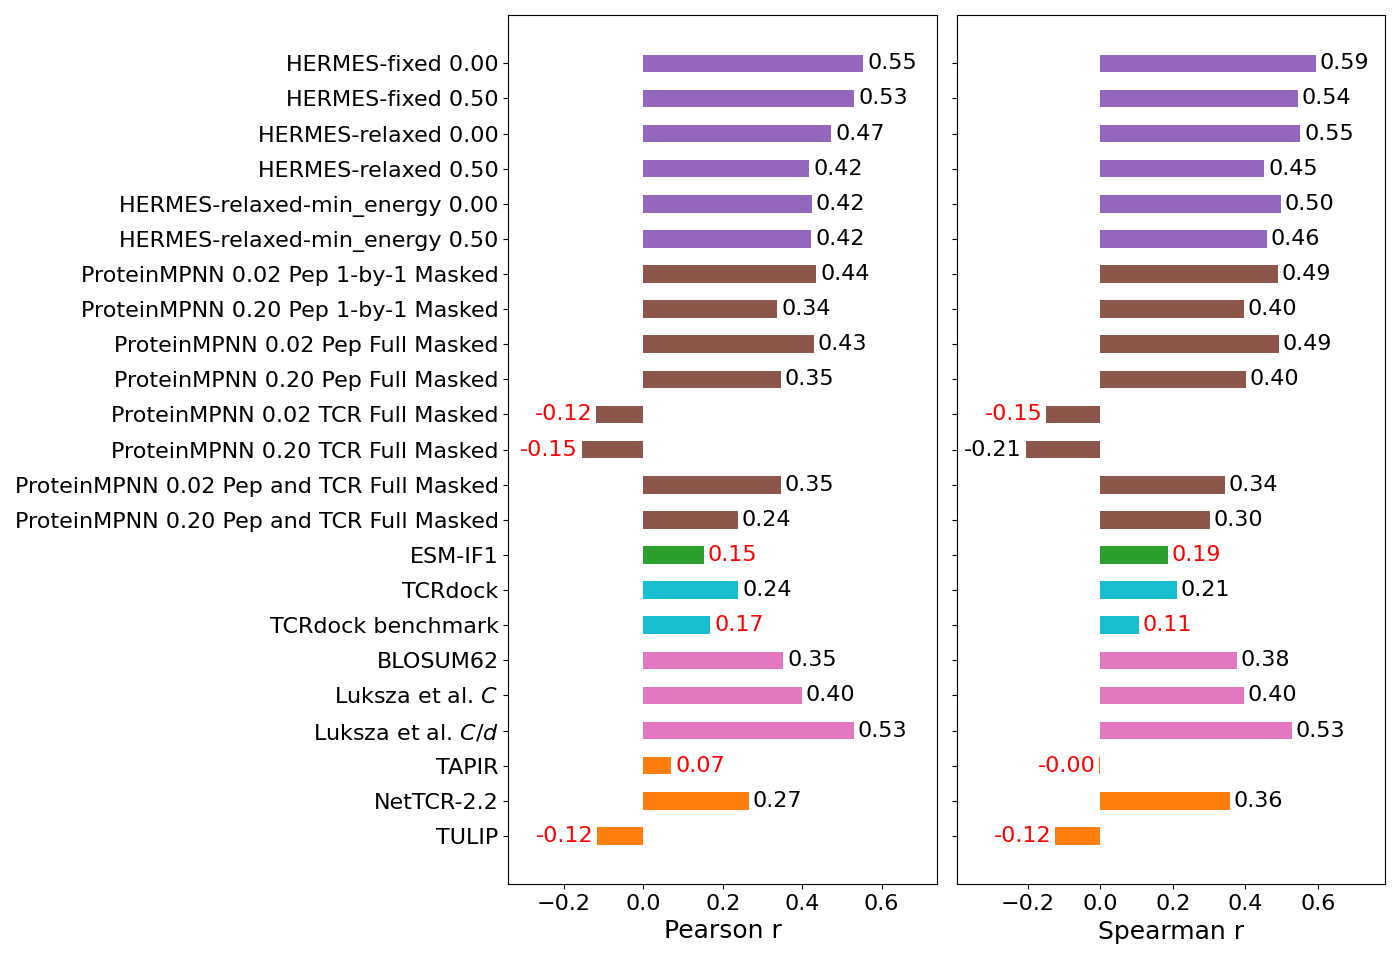 HERMES-fixed 0.00 0.55 0.59
HERMES-fixed 0.50 0.53 0.54
HERMES-relaxed 0.00 0.47 0.55
HERMES-relaxed 0.50 0.42 0.45
HERMES-relaxed-min_energy 0.00 0.42 0.50
HERMES-relaxed-min_energy 0.50 0.42 0.46
ProteinMPNN 0.02 Pep 1-by-1 Masked 0.44 0.49
ProteinMPNN 0.20 Pep 1-by-1 Masked 0.34 0.40
ProteinMPNN 0.02 Pep Full Masked 0.43 0.49
ProteinMPNN 0.20 Pep Full Masked 0.35 0.40
ProteinMPNN 0.02 TCR Full Masked -0.12 -0.15
ProteinMPNN 0.20 TCR Full Masked -0.15 -0.21
ProteinMPNN 0.02 Pep and TCR Full Masked 0.35 0.34
ProteinMPNN 0.20 Pep and TCR Full Masked 0.24 0.30
ESM-IF1 0.15 0.19
TCRdock 0.24 0.21
TCRdock benchmark 0.17 0.11
BLOSUM62 0.35 0.38
Luksza et al. C 0.40 0.40
Luksza et al. C/d 0.53 0.53
TAPIR 0.07 -0.00
NetTCR-2.2 0.27 0.36
TULIP -0.12 -0.12
−0.2 0.0 0.2 0.4 0.6 −0.2 0.0 0.2 0.4 0.6
Pearson r Spearman r